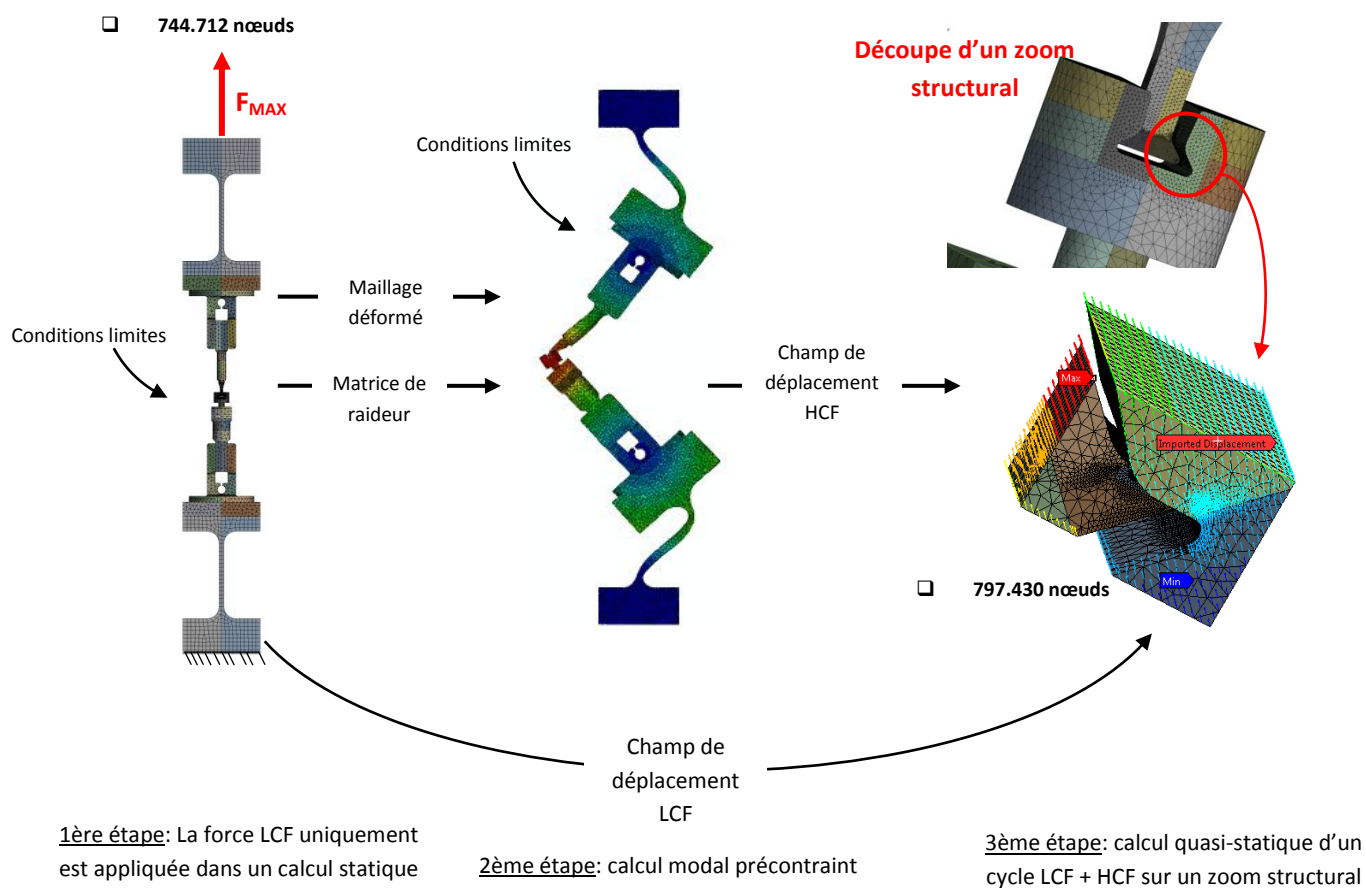 ❑ 744.712 nœuds
F_MAX
Conditions limites
Maillage
déformé
Matrice de
raideur
Conditions limites
Champ de
déplacement
HCF
Découpe d’un zoom
structural
Max
Imported Displacement
Min
❑ 797.430 nœuds
Champ de
déplacement
LCF
1ère étape: La force LCF uniquement
est appliquée dans un calcul statique
2ème étape: calcul modal précontraint
3ème étape: calcul quasi-statique d’un
cycle LCF + HCF sur un zoom structural